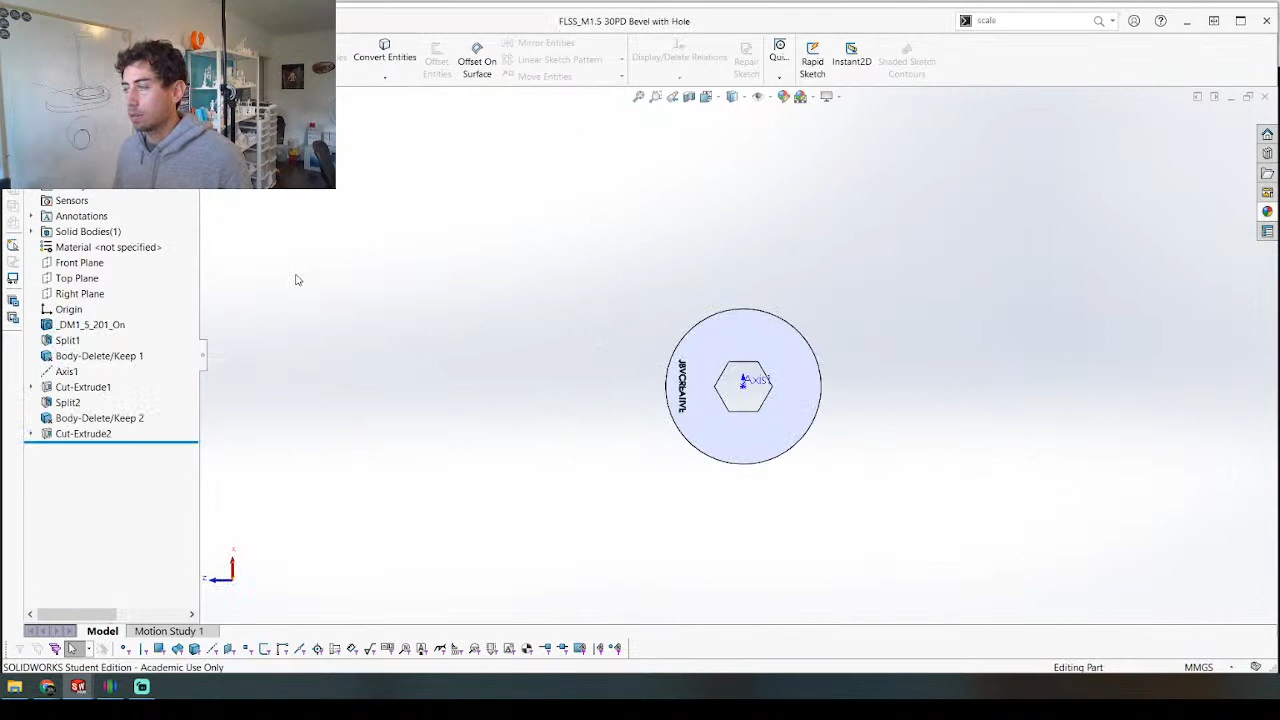 FLSS_M1.5 30PD Bevel with Hole
scale
Convert Entities
Offset Entities
Offset On Surface
Mirror Entities
Linear Sketch Pattern
Move Entities
Display/Delete Relations
Repair Sketch
Qui...
Rapid Sketch
Instant2D
Shaded Sketch Contours
Sensors
Annotations
Solid Bodies(1)
Material <not specified>
Front Plane
Top Plane
Right Plane
Origin
_DM1_5_201_On
Split1
Body-Delete/Keep 1
Axis1
Cut-Extrude1
Split2
Body-Delete/Keep 2
Cut-Extrude2
JBVCREATIVE
Axis1
X
Z
Model
Motion Study 1
SOLIDWORKS Student Edition - Academic Use Only
Editing Part
MMGS